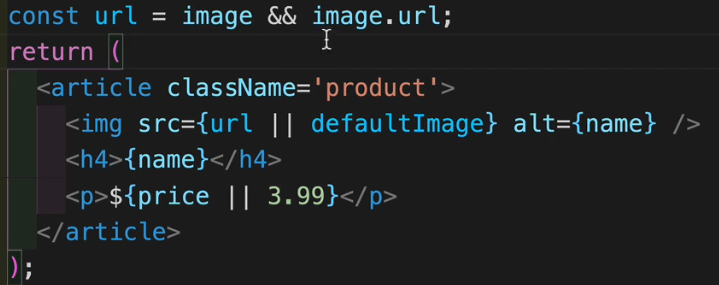 const url = image && image.url;
return (
<article className='product'>
<img src={url || defaultImage} alt={name} />
<h4>{name}</h4>
<p>${price || 3.99}</p>
</article>
);